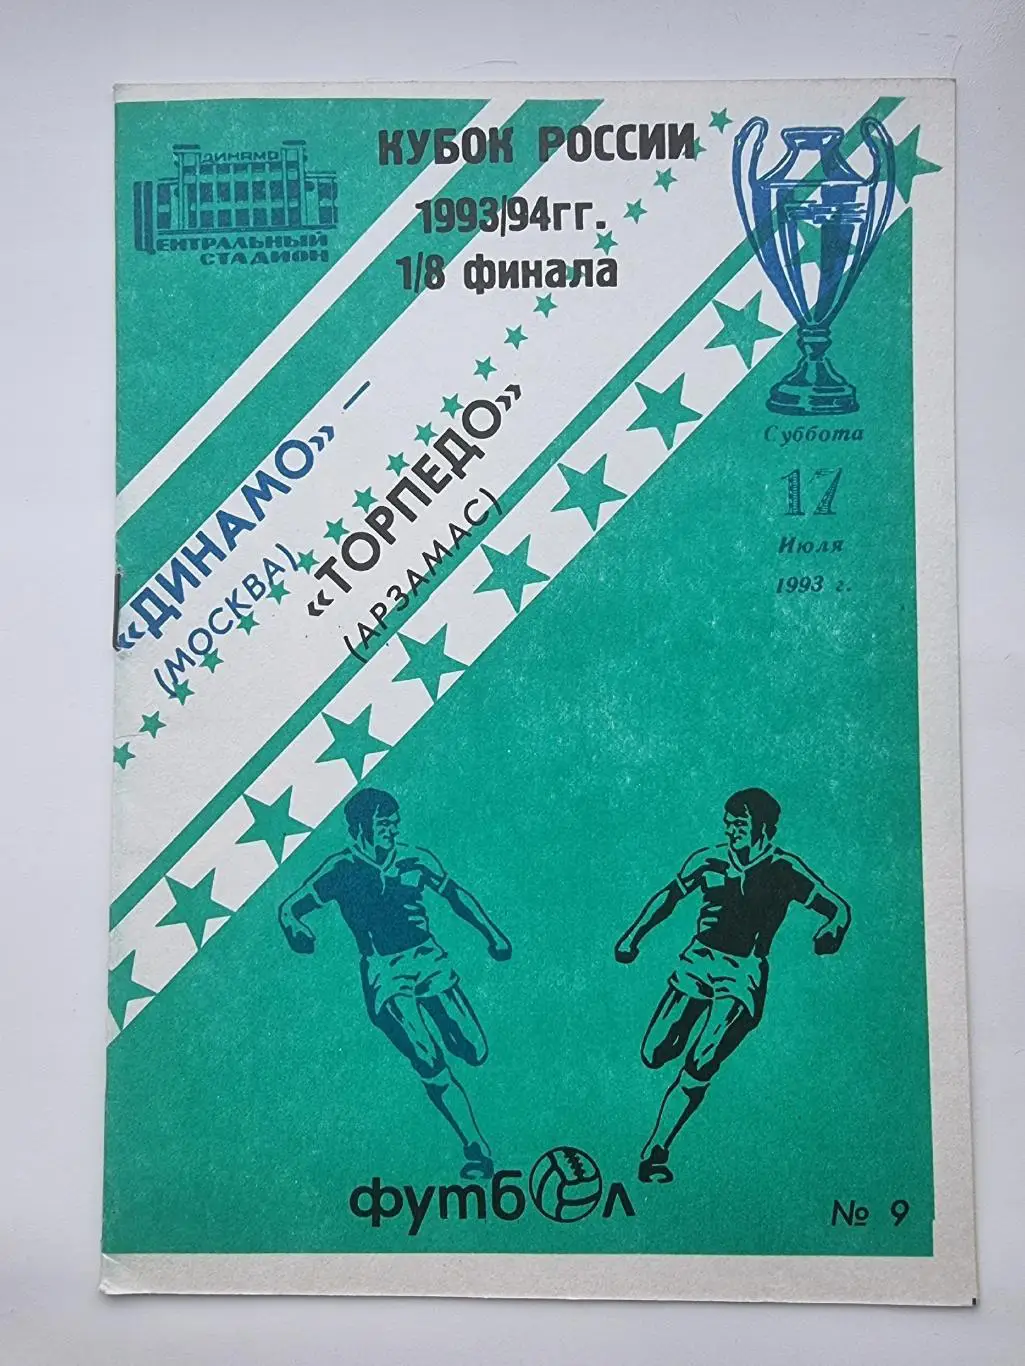 ДИНАМО
ЦЕНТРАЛЬНЫЙ
СТАДИОН
КУБОК РОССИИ
1993/94гг.
1/8 финала
«ДИНАМО» –
(МОСКВА)
«ТОРПЕДО»
(АРЗАМАС)
Суббота
17
Июля
1993 г.
футбол
№ 9